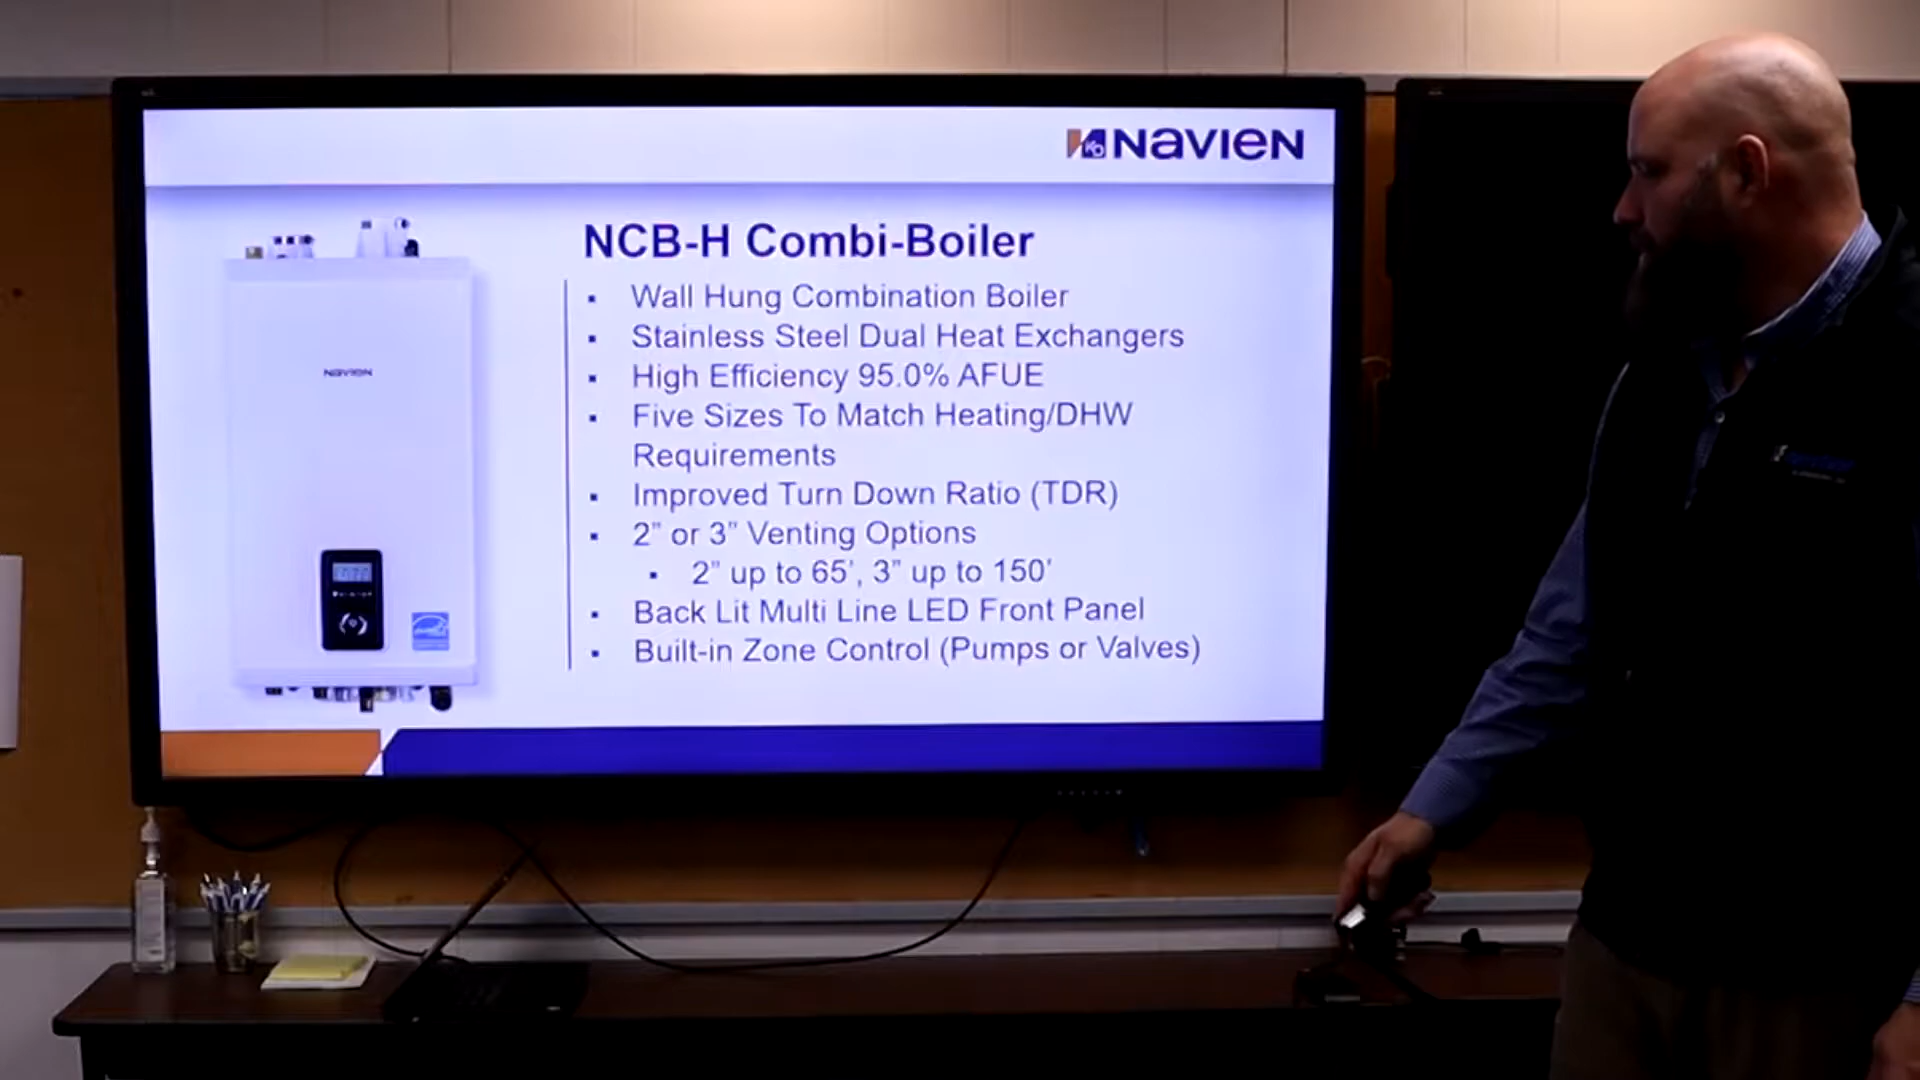 KD NAVIEN
NCB-H Combi-Boiler
▪ Wall Hung Combination Boiler
▪ Stainless Steel Dual Heat Exchangers
▪ High Efficiency 95.0% AFUE
▪ Five Sizes To Match Heating/DHW
Requirements
▪ Improved Turn Down Ratio (TDR)
▪ 2” or 3” Venting Options
▪ 2” up to 65’, 3” up to 150’
▪ Back Lit Multi Line LED Front Panel
▪ Built-in Zone Control (Pumps or Valves)
NAVIEN